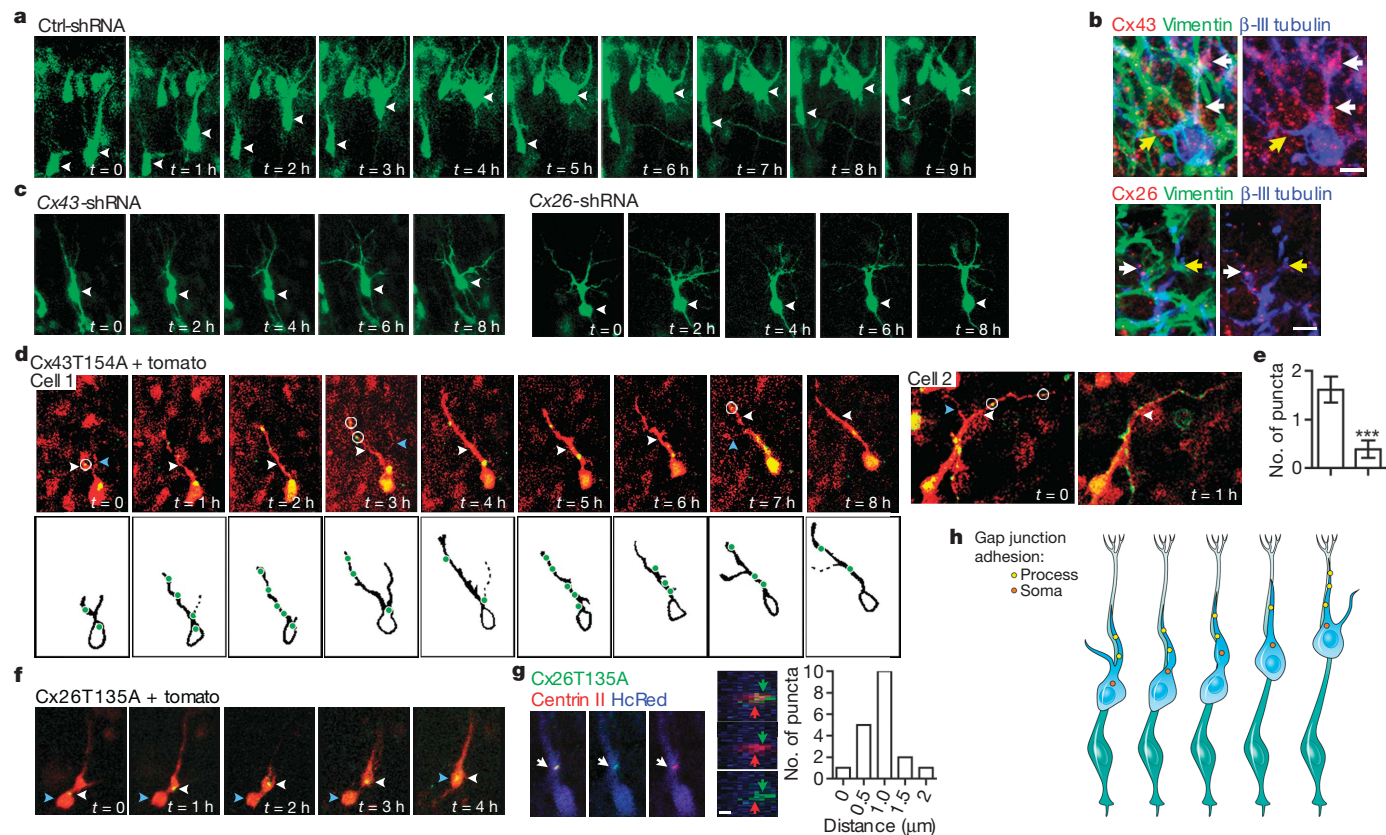 a
Ctrl-shRNA
t = 0
t = 1 h
t = 2 h
t = 3 h
t = 4 h
t = 5 h
t = 6 h
t = 7 h
t = 8 h
t = 9 h
b
Cx43 Vimentin β-III tubulin
Cx26 Vimentin β-III tubulin
c
Cx43-shRNA
t = 0
t = 2 h
t = 4 h
t = 6 h
t = 8 h
Cx26-shRNA
t = 0
t = 2 h
t = 4 h
t = 6 h
t = 8 h
d
Cx43T154A + tomato
Cell 1
t = 0
t = 1 h
t = 2 h
t = 3 h
t = 4 h
t = 5 h
t = 6 h
t = 7 h
t = 8 h
Cell 2
t = 0
t = 1 h
e
No. of puncta
2
1
0
***
f
Cx26T135A + tomato
t = 0
t = 1 h
t = 2 h
t = 3 h
t = 4 h
g
Cx26T135A
Centrin II HcRed
No. of puncta
10
8
6
4
2
0
0
0.5
1.0
1.5
2
Distance (μm)
h
Gap junction
adhesion:
Process
Soma